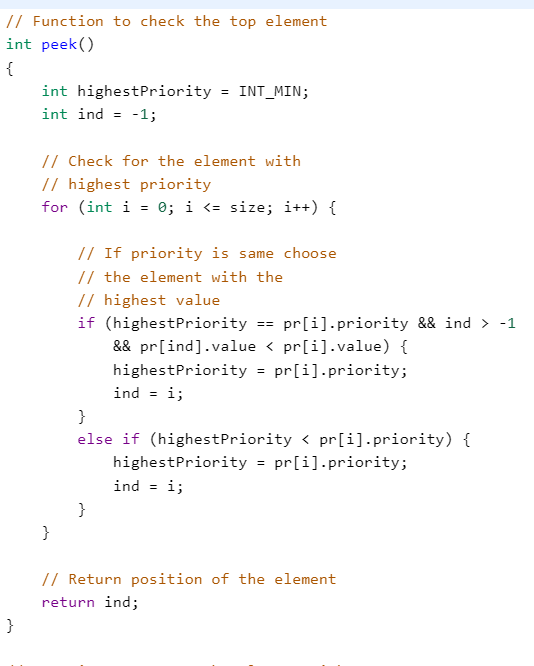 // Function to check the top element
int peek()
{
    int highestPriority = INT_MIN;
    int ind = -1;

    // Check for the element with
    // highest priority
    for (int i = 0; i <= size; i++) {

        // If priority is same choose
        // the element with the
        // highest value
        if (highestPriority == pr[i].priority && ind > -1
            && pr[ind].value < pr[i].value) {
            highestPriority = pr[i].priority;
            ind = i;
        }
        else if (highestPriority < pr[i].priority) {
            highestPriority = pr[i].priority;
            ind = i;
        }
    }

    // Return position of the element
    return ind;
}